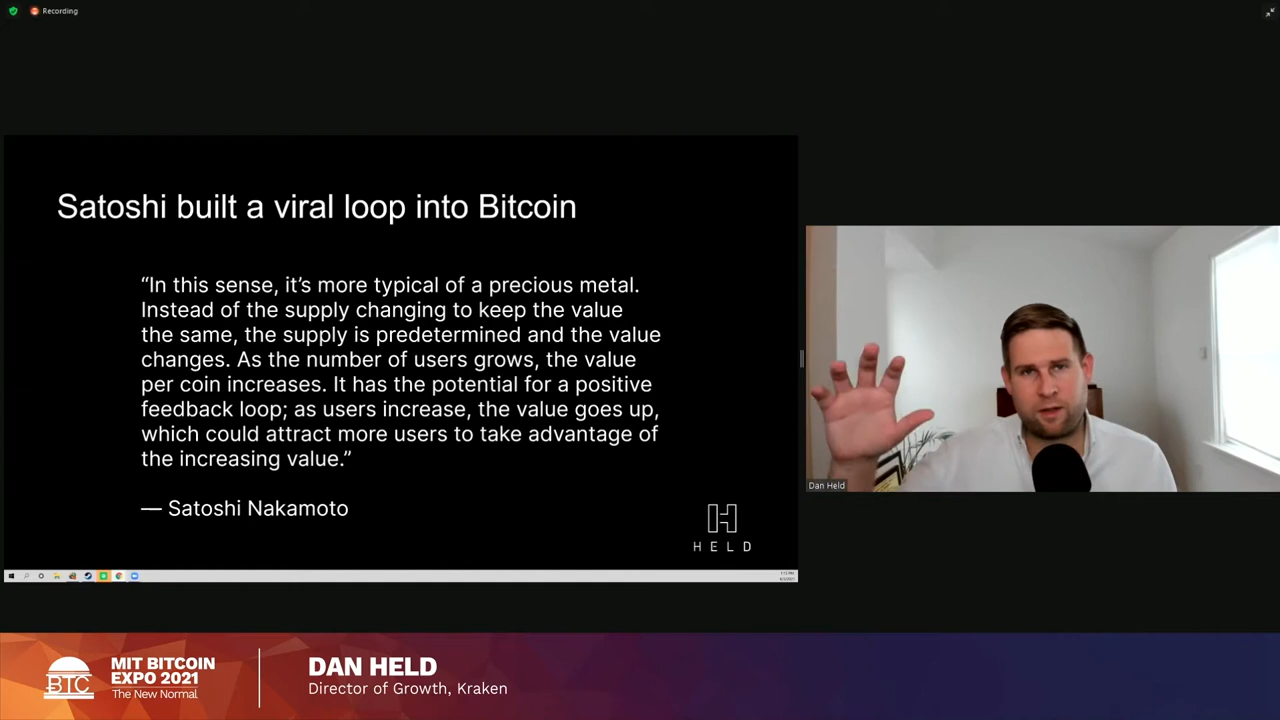 Recording
Satoshi built a viral loop into Bitcoin
“In this sense, it’s more typical of a precious metal.
Instead of the supply changing to keep the value
the same, the supply is predetermined and the value
changes. As the number of users grows, the value
per coin increases. It has the potential for a positive
feedback loop; as users increase, the value goes up,
which could attract more users to take advantage of
the increasing value.”
— Satoshi Nakamoto
HELD
Dan Held
BTC
MIT BITCOIN
EXPO 2021
The New Normal
DAN HELD
Director of Growth, Kraken